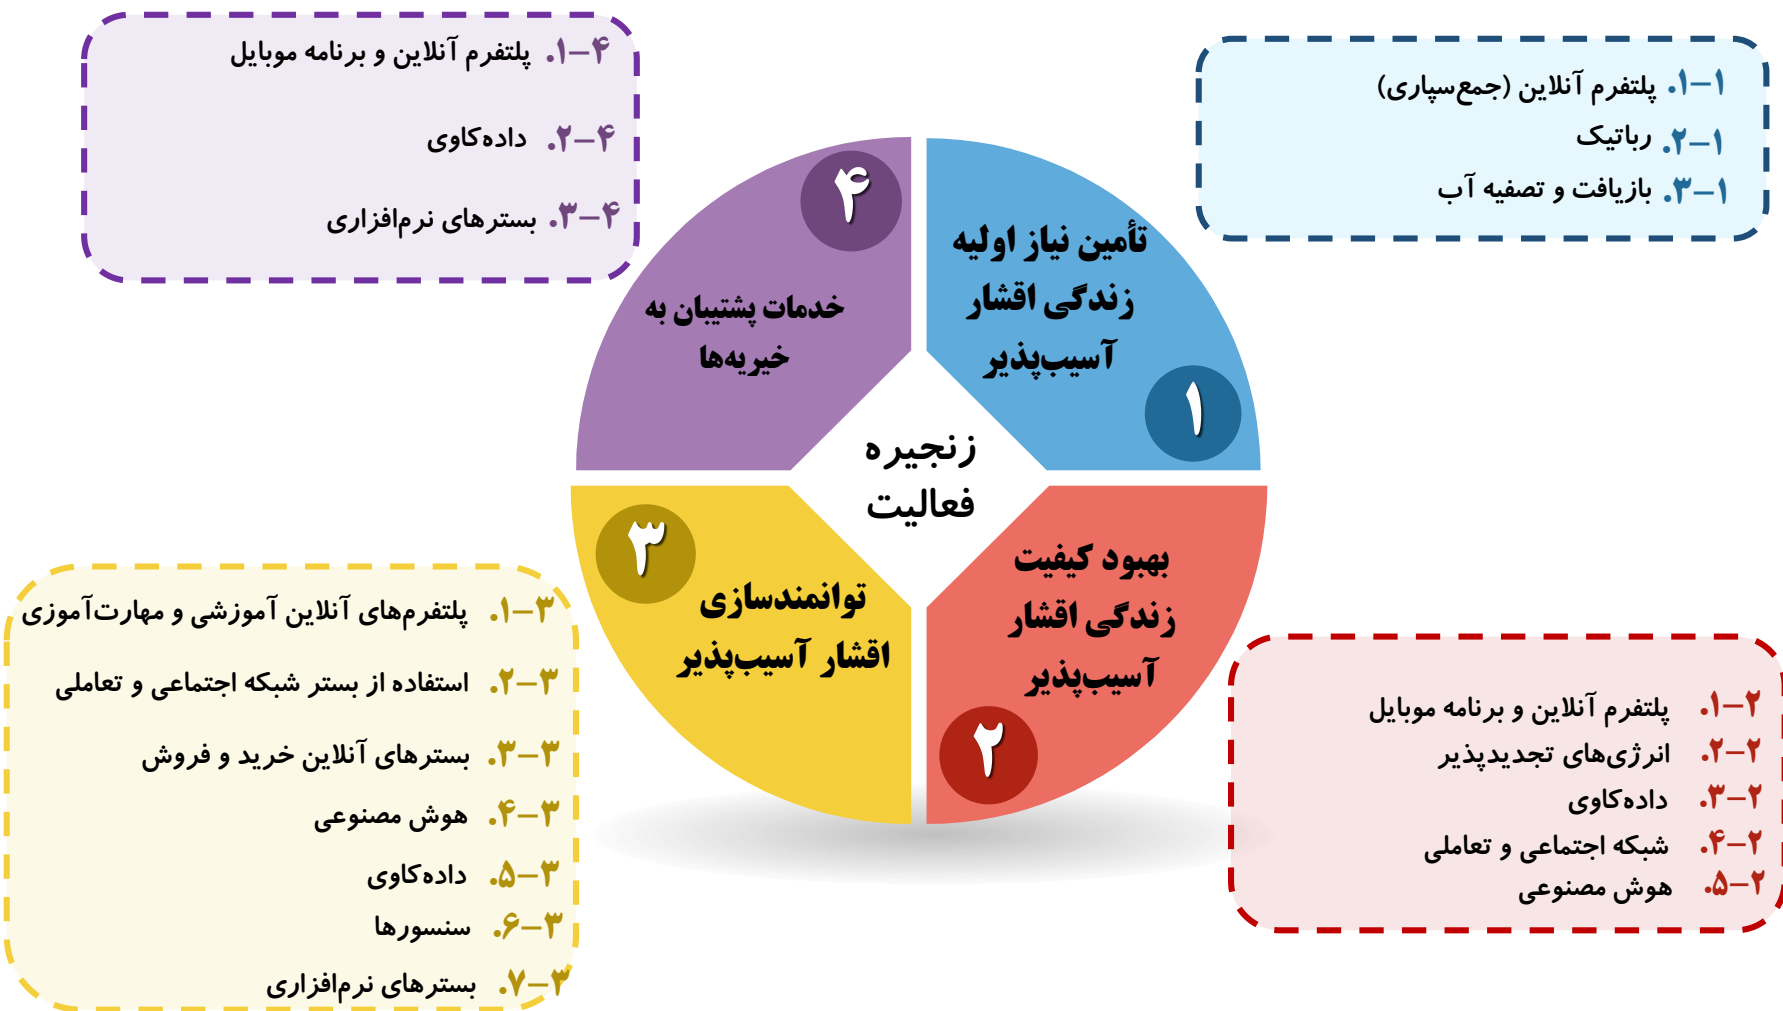 زنجیره
فعالیت
تأمین نیاز اولیه
زندگی اقشار
آسیب‌پذیر
۱
۱-۱. پلتفرم آنلاین (جمع‌سپاری)
۱-۲. رباتیک
۱-۳. بازیافت و تصفیه آب
بهبود کیفیت
زندگی اقشار
آسیب‌پذیر
۲
۲-۱. پلتفرم آنلاین و برنامه موبایل
۲-۲. انرژی‌های تجدیدپذیر
۲-۳. داده‌کاوی
۲-۴. شبکه اجتماعی و تعاملی
۲-۵. هوش مصنوعی
۳
توانمندسازی
اقشار آسیب‌پذیر
۳-۱. پلتفرم‌های آنلاین آموزشی و مهارت‌آموزی
۳-۲. استفاده از بستر شبکه اجتماعی و تعاملی
۳-۳. بسترهای آنلاین خرید و فروش
۳-۴. هوش مصنوعی
۳-۵. داده‌کاوی
۳-۶. سنسورها
۳-۷. بسترهای نرم‌افزاری
۴
خدمات پشتیبان به
خیریه‌ها
۴-۱. پلتفرم آنلاین و برنامه موبایل
۴-۲. داده‌کاوی
۴-۳. بسترهای نرم‌افزاری